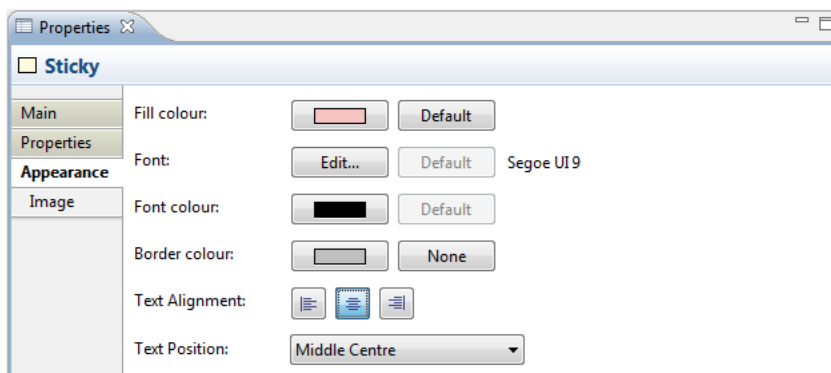 Properties
Sticky
Main
Properties
Appearance
Image
Fill colour: Default
Font: Edit... Default Segoe UI 9
Font colour: Default
Border colour: None
Text Alignment:
Text Position: Middle Centre